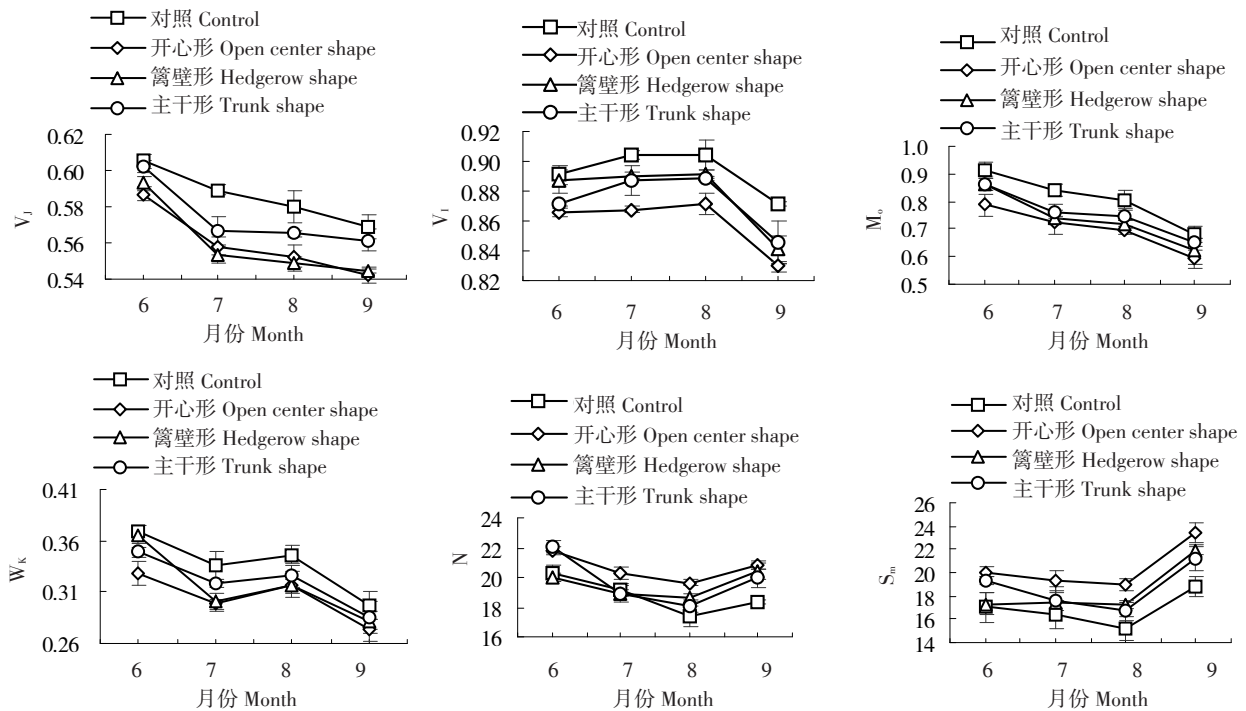 对照 Control
开心形 Open center shape
篱壁形 Hedgerow shape
主干形 Trunk shape
V_J
0.62
0.60
0.58
0.56
0.54
6 7 8 9
月份 Month
对照 Control
开心形 Open center shape
篱壁形 Hedgerow shape
主干形 Trunk shape
V_I
0.92
0.90
0.88
0.86
0.84
0.82
6 7 8 9
月份 Month
对照 Control
开心形 Open center shape
篱壁形 Hedgerow shape
主干形 Trunk shape
M_o
1.0
0.9
0.8
0.7
0.6
0.5
6 7 8 9
月份 Month
对照 Control
开心形 Open center shape
篱壁形 Hedgerow shape
主干形 Trunk shape
W_K
0.41
0.36
0.31
0.26
6 7 8 9
月份 Month
对照 Control
开心形 Open center shape
篱壁形 Hedgerow shape
主干形 Trunk shape
N
24
22
20
18
16
6 7 8 9
月份 Month
对照 Control
开心形 Open center shape
篱壁形 Hedgerow shape
主干形 Trunk shape
S_m
26
24
22
20
18
16
14
6 7 8 9
月份 Month